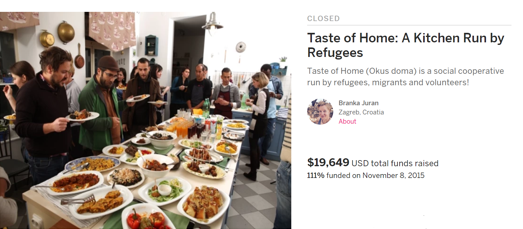 CLOSED
Taste of Home: A Kitchen Run by
Refugees
Taste of Home (Okus doma) is a social cooperative
run by refugees, migrants and volunteers!
Branka Juran
Zagreb, Croatia
About
$19,649 USD total funds raised
111% funded on November 8, 2015